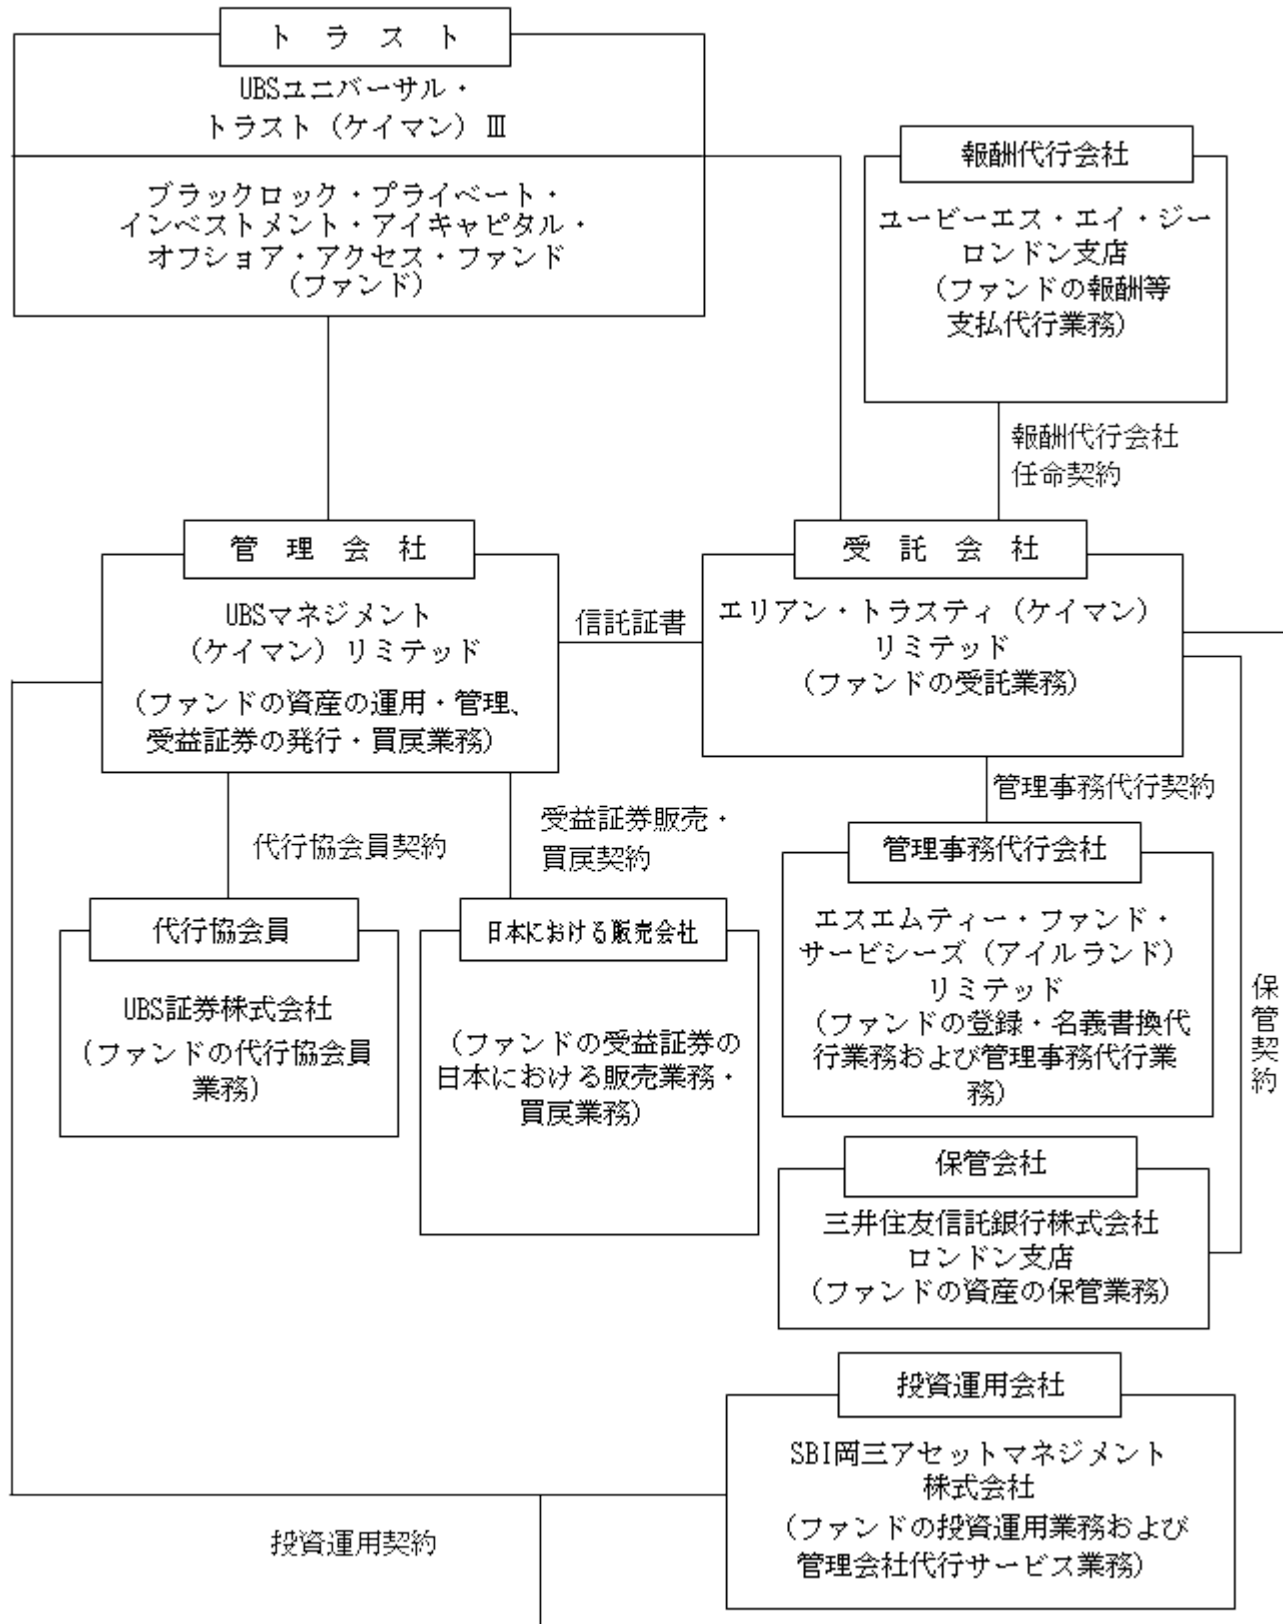 トラスト
UBSユニバーサル・
トラスト（ケイマン）Ⅲ
ブラックロック・プライベート・
インベストメント・アイキャピタル・
オフショア・アクセス・ファンド
（ファンド）
報酬代行会社
ユービーエス・エイ・ジー
ロンドン支店
（ファンドの報酬等
支払代行業務）
報酬代行会社
任命契約
管理会社
UBSマネジメント
（ケイマン）リミテッド
（ファンドの資産の運用・管理、
受益証券の発行・買戻業務）
信託証書
受託会社
エリアン・トラスティ（ケイマン）
リミテッド
（ファンドの受託業務）
代行協会員契約
受益証券販売・
買戻契約
管理事務代行契約
代行協会員
UBS証券株式会社
（ファンドの代行協会員
業務）
日本における販売会社
（ファンドの受益証券の
日本における販売業務・
買戻業務）
管理事務代行会社
エスエムティー・ファンド・
サービシーズ（アイルランド）
リミテッド
（ファンドの登録・名義書換代
行業務および管理事務代行業
務）
保管契約
保管会社
三井住友信託銀行株式会社
ロンドン支店
（ファンドの資産の保管業務）
投資運用会社
SBI岡三アセットマネジメント
株式会社
（ファンドの投資運用業務および
管理会社代行サービス業務）
投資運用契約